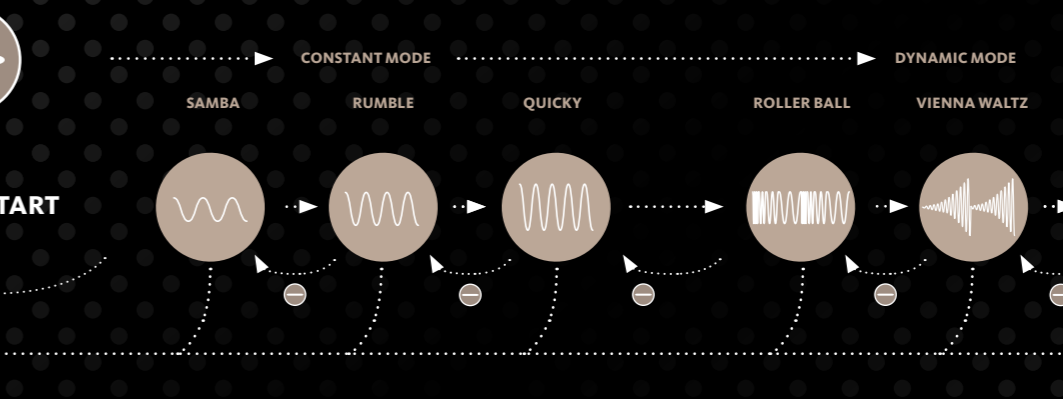 CONSTANT MODE
DYNAMIC MODE
SAMBA
RUMBLE
QUICKY
ROLLER BALL
VIENNA WALTZ
TART